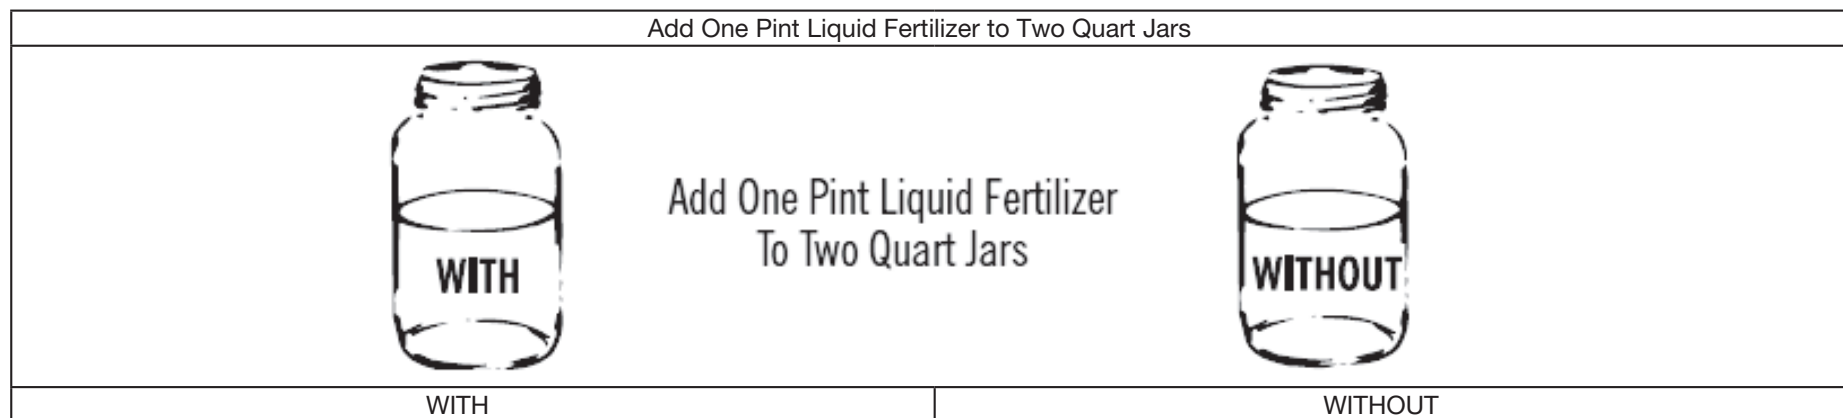 Add One Pint Liquid Fertilizer to Two Quart Jars
Add One Pint Liquid Fertilizer
To Two Quart Jars
WITH
WITHOUT
WITH
WITHOUT